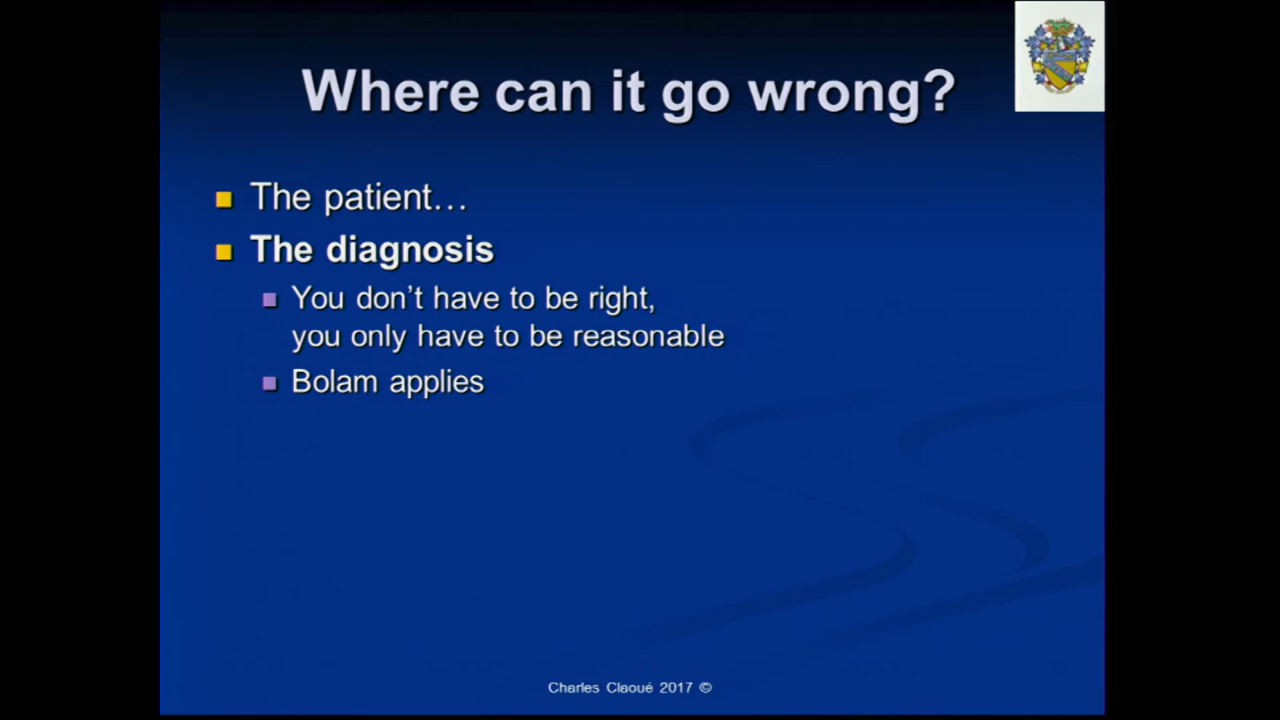 Where can it go wrong?
The patient…
The diagnosis
You don’t have to be right,
you only have to be reasonable
Bolam applies
Charles Claoué 2017 ©